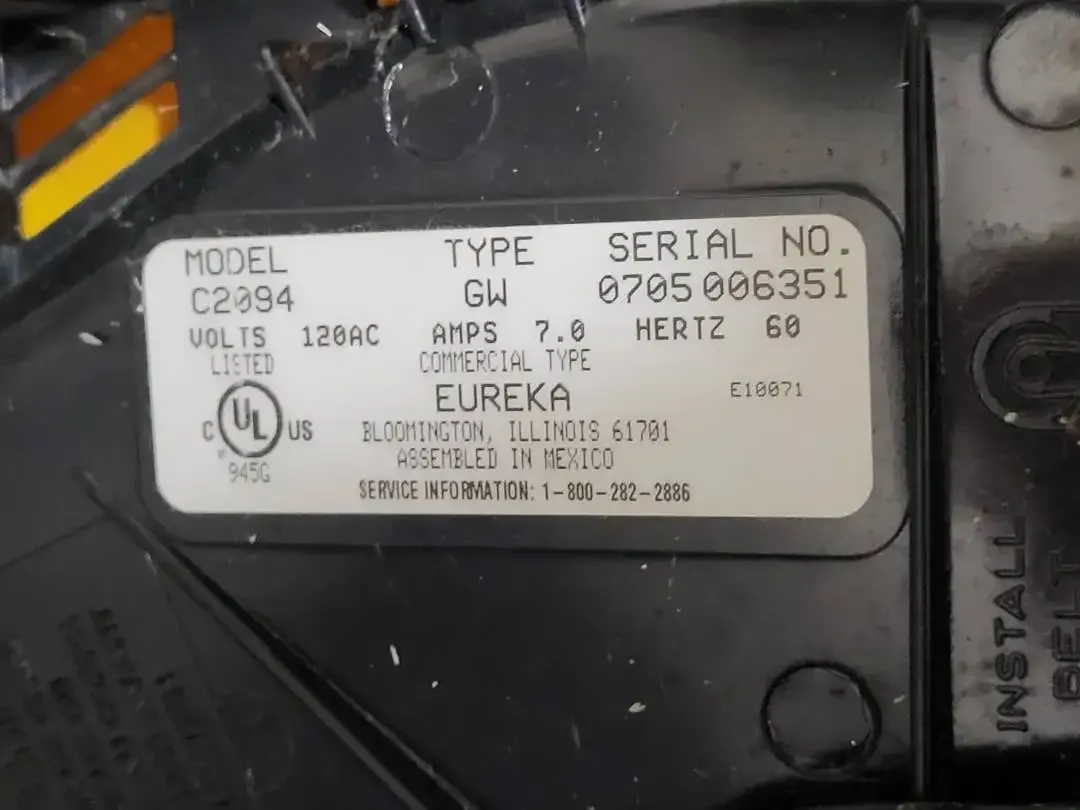 MODEL TYPE SERIAL NO.
C2094 GW 0705006351
VOLTS 120AC AMPS 7.0 HERTZ 60
LISTED COMMERCIAL TYPE
EUREKA E10071
C UL US BLOOMINGTON, ILLINOIS 61701
ASSEMBLED IN MEXICO
945G
SERVICE INFORMATION: 1-800-282-2886
INSTALL
BELT